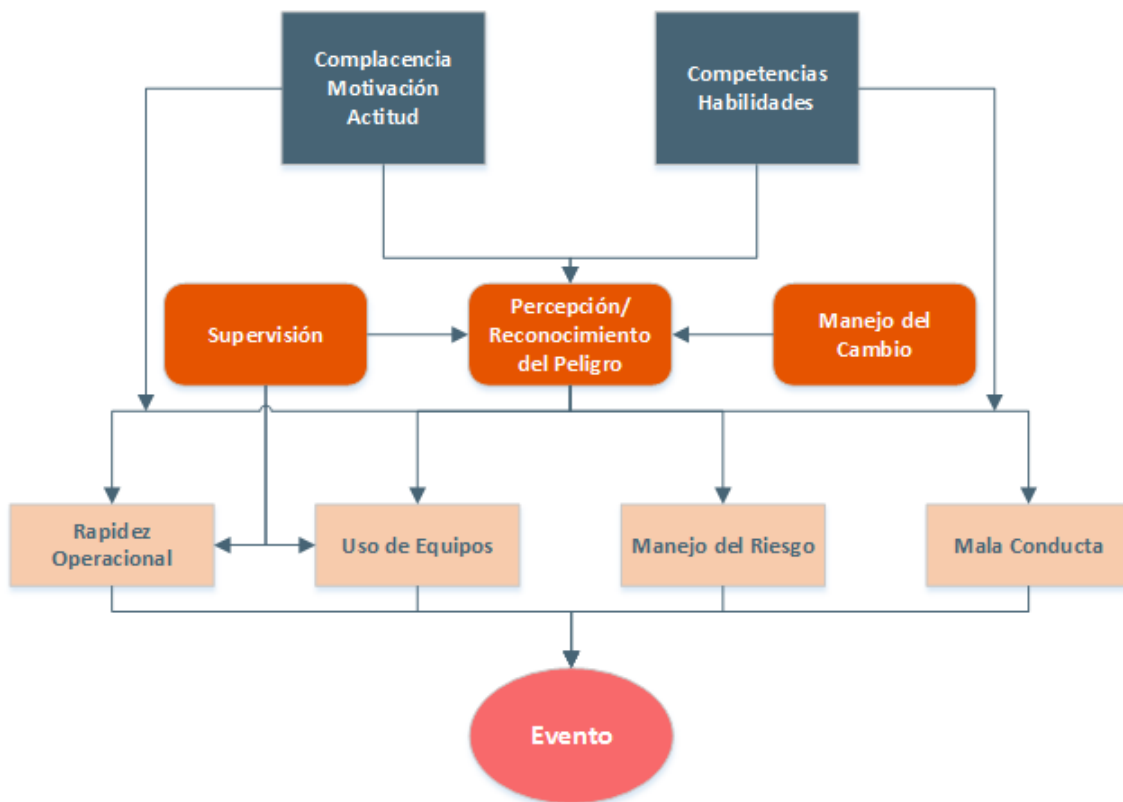 Complacencia
Motivación
Actitud
Competencias
Habilidades
Supervisión
Percepción/
Reconocimiento
del Peligro
Manejo del
Cambio
Rapidez
Operacional
Uso de Equipos
Manejo del Riesgo
Mala Conducta
Evento